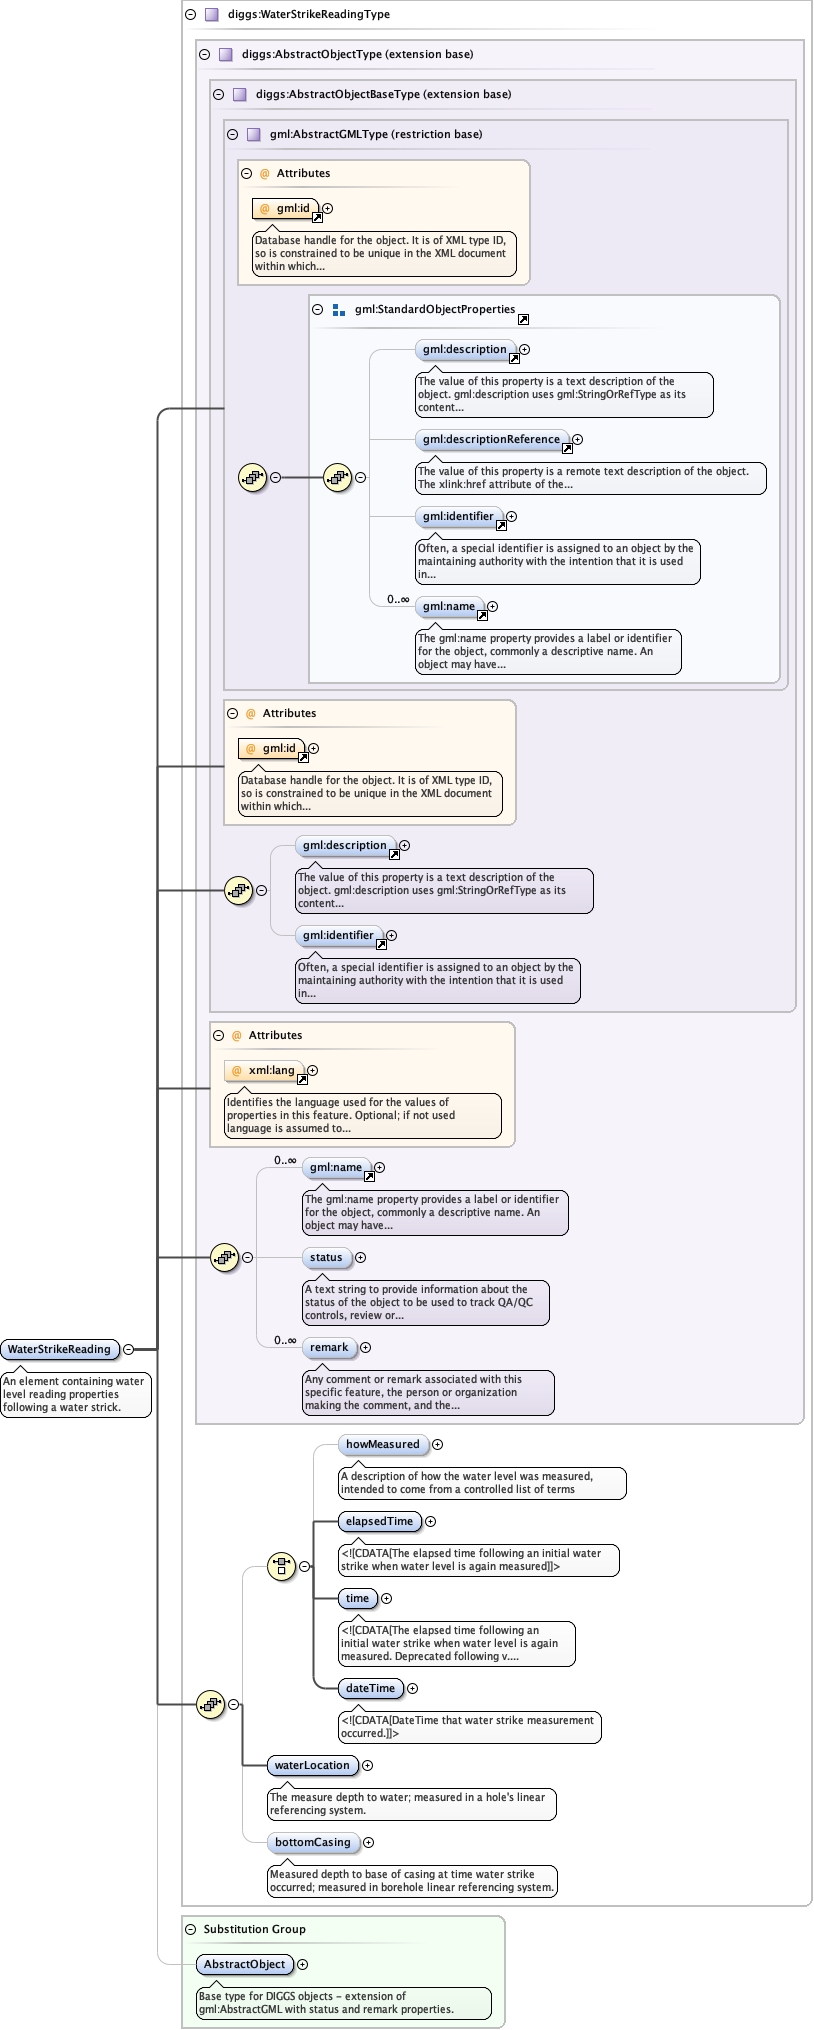 diggs:WaterStrikeReadingType
diggs:AbstractObjectType (extension base)
diggs:AbstractObjectBaseType (extension base)
gml:AbstractGMLType (restriction base)
@ Attributes
@ gml:id
Database handle for the object. It is of XML type ID,
so is constrained to be unique in the XML document
within which...
gml:StandardObjectProperties
gml:description
The value of this property is a text description of the
object. gml:description uses gml:StringOrRefType as its
content...
gml:descriptionReference
The value of this property is a remote text description of the object.
The xlink:href attribute of the...
gml:identifier
Often, a special identifier is assigned to an object by the
maintaining authority with the intention that it is used
in...
0..∞
gml:name
The gml:name property provides a label or identifier
for the object, commonly a descriptive name. An
object may have...
@ Attributes
@ gml:id
Database handle for the object. It is of XML type ID,
so is constrained to be unique in the XML document
within which...
gml:description
The value of this property is a text description of the
object. gml:description uses gml:StringOrRefType as its
content...
gml:identifier
Often, a special identifier is assigned to an object by the
maintaining authority with the intention that it is used
in...
@ Attributes
@ xml:lang
Identifies the language used for the values of
properties in this feature. Optional; if not used
language is assumed to...
0..∞
gml:name
The gml:name property provides a label or identifier
for the object, commonly a descriptive name. An
object may have...
status
A text string to provide information about the
status of the object to be used to track QA/QC
controls, review or...
0..∞
remark
Any comment or remark associated with this
specific feature, the person or organization
making the comment, and the...
WaterStrikeReading
An element containing water
level reading properties
following a water strick.
howMeasured
A description of how the water level was measured,
intended to come from a controlled list of terms
elapsedTime
<![CDATA[The elapsed time following an initial water
strike when water level is again measured]]>
time
<![CDATA[The elapsed time following an
initial water strike when water level is again
measured. Deprecated following v....
dateTime
<![CDATA[DateTime that water strike measurement
occurred.]]>
waterLocation
The measure depth to water; measured in a hole's linear
referencing system.
bottomCasing
Measured depth to base of casing at time water strike
occurred; measured in borehole linear referencing system.
Substitution Group
AbstractObject
Base type for DIGGS objects – extension of
gml:AbstractGML with status and remark properties.